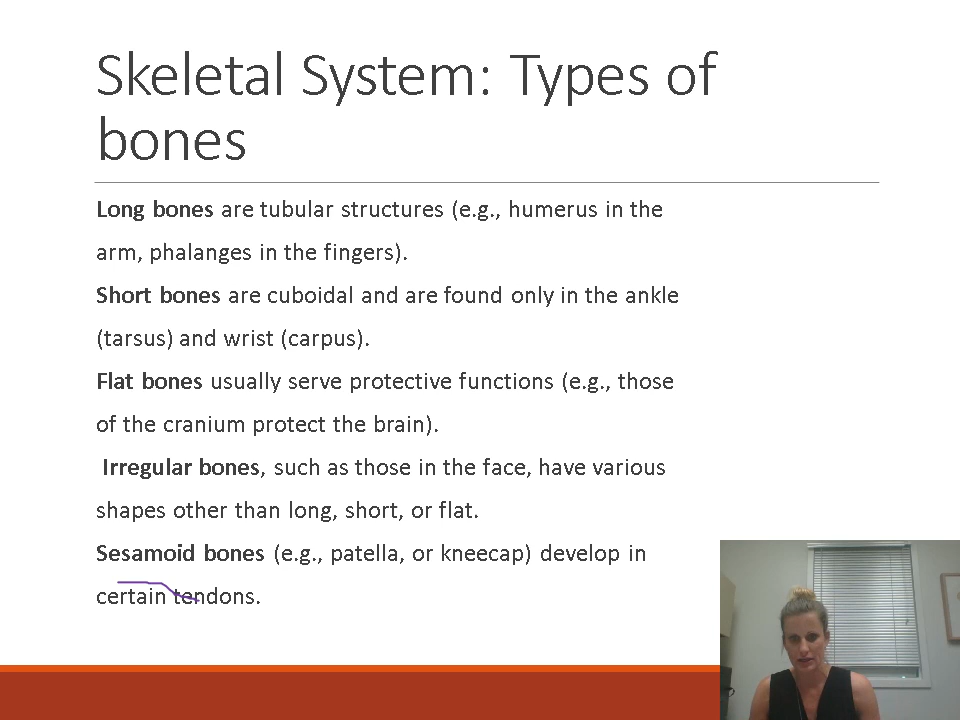 Skeletal System: Types of
bones
Long bones are tubular structures (e.g., humerus in the
arm, phalanges in the fingers).
Short bones are cuboidal and are found only in the ankle
(tarsus) and wrist (carpus).
Flat bones usually serve protective functions (e.g., those
of the cranium protect the brain).
Irregular bones, such as those in the face, have various
shapes other than long, short, or flat.
Sesamoid bones (e.g., patella, or kneecap) develop in
certain tendons.